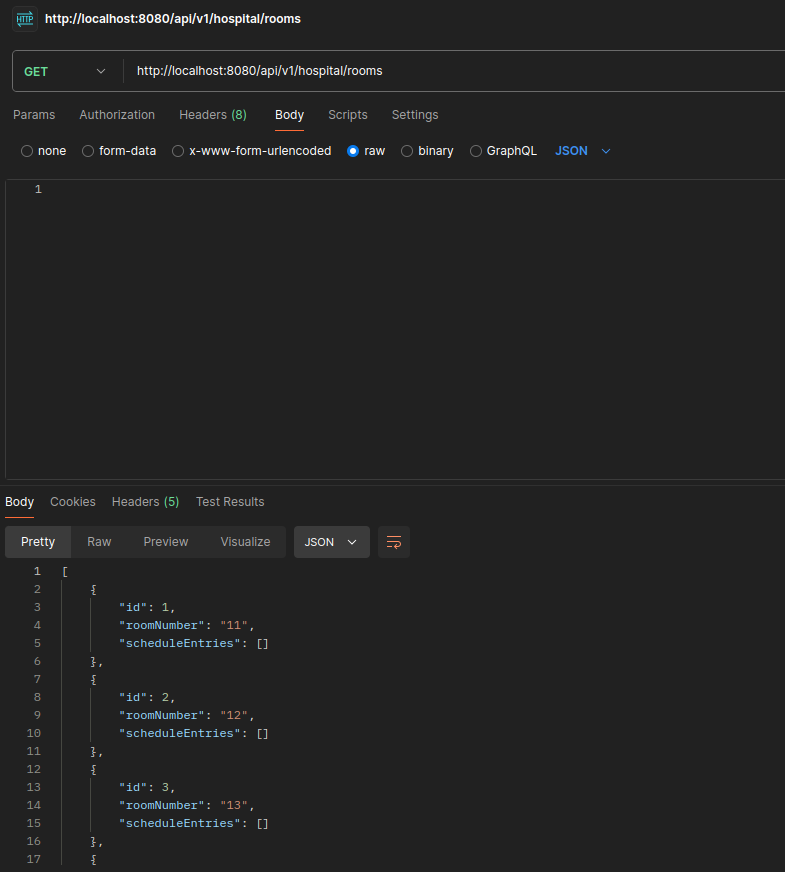 HTTP http://localhost:8080/api/v1/hospital/rooms
GET http://localhost:8080/api/v1/hospital/rooms
Params Authorization Headers (8) Body Scripts Settings
none form-data x-www-form-urlencoded raw binary GraphQL JSON
1
Body Cookies Headers (5) Test Results
Pretty Raw Preview Visualize JSON
1 [
2 {
3 "id": 1,
4 "roomNumber": "11",
5 "scheduleEntries": []
6 },
7 {
8 "id": 2,
9 "roomNumber": "12",
10 "scheduleEntries": []
11 },
12 {
13 "id": 3,
14 "roomNumber": "13",
15 "scheduleEntries": []
16 },
17 {